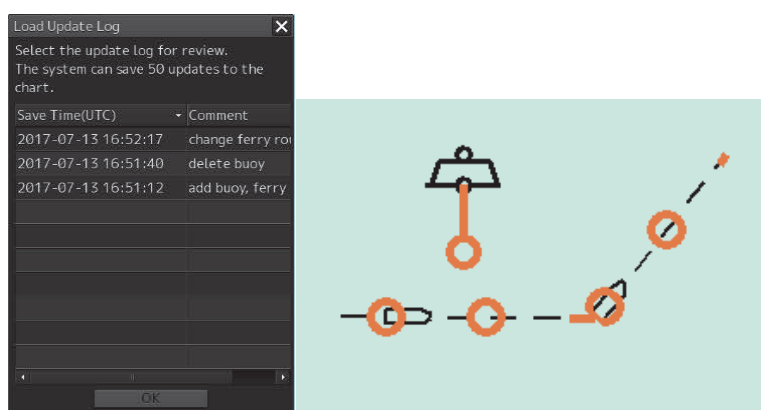 Load Update Log
Select the update log for review.
The system can save 50 updates to the
chart.
Save Time(UTC) Comment
2017-07-13 16:52:17 change ferry rou
2017-07-13 16:51:40 delete buoy
2017-07-13 16:51:12 add buoy, ferry
OK